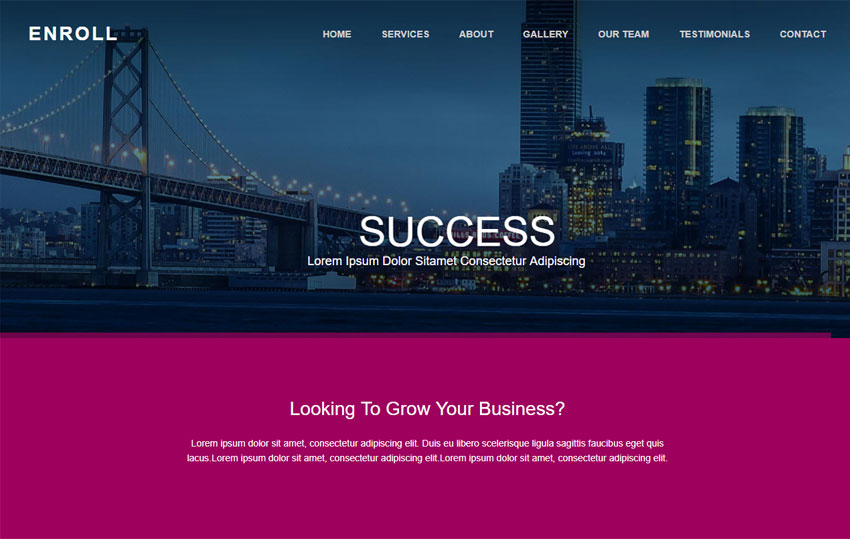 ENROLL
HOME SERVICES ABOUT GALLERY OUR TEAM TESTIMONIALS CONTACT
SUCCESS
Lorem Ipsum Dolor Sitamet Consectetur Adipiscing
Looking To Grow Your Business?
Lorem ipsum dolor sit amet, consectetur adipiscing elit. Duis eu libero scelerisque ligula sagittis faucibus eget quis
lacus.Lorem ipsum dolor sit amet, consectetur adipiscing elit.Lorem ipsum dolor sit amet, consectetur adipiscing elit.